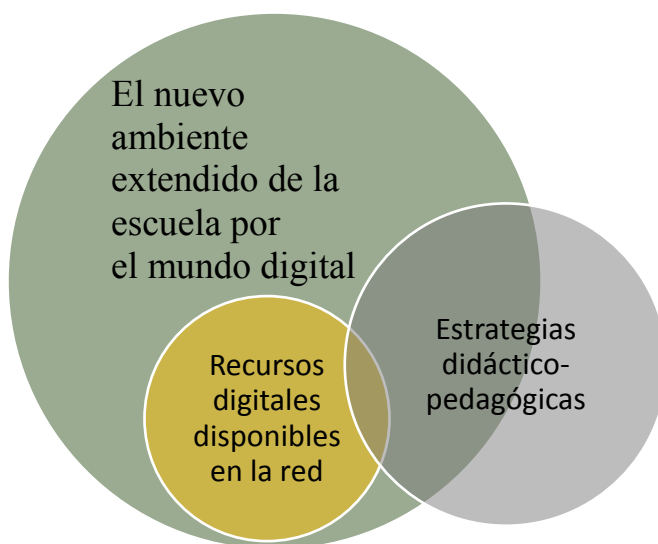 El nuevo
ambiente
extendido de la
escuela por
el mundo digital
Estrategias
didáctico-
pedagógicas
Recursos
digitales
disponibles
en la red